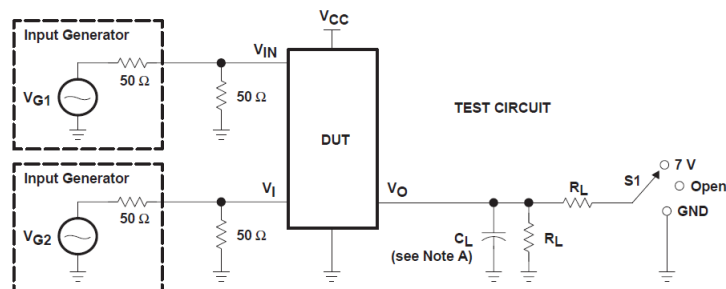 Input Generator
VG1
50 Ω
VIN
50 Ω
VCC
DUT
TEST CIRCUIT
Input Generator
VG2
50 Ω
VI
50 Ω
VO
CL
(see Note A)
RL
RL
S1
7 V
Open
GND